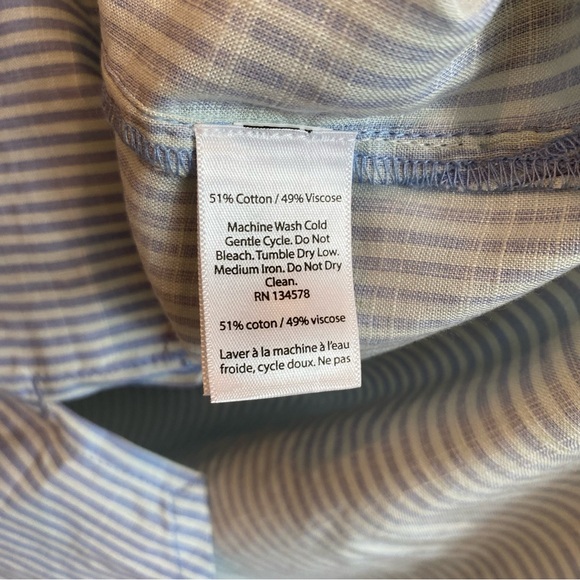 51% Cotton / 49% Viscose
Machine Wash Cold
Gentle Cycle. Do Not
Bleach. Tumble Dry Low.
Medium Iron. Do Not Dry
Clean.
RN 134578
51% coton / 49% viscose
Laver à la machine à l'eau
froide, cycle doux. Ne pas